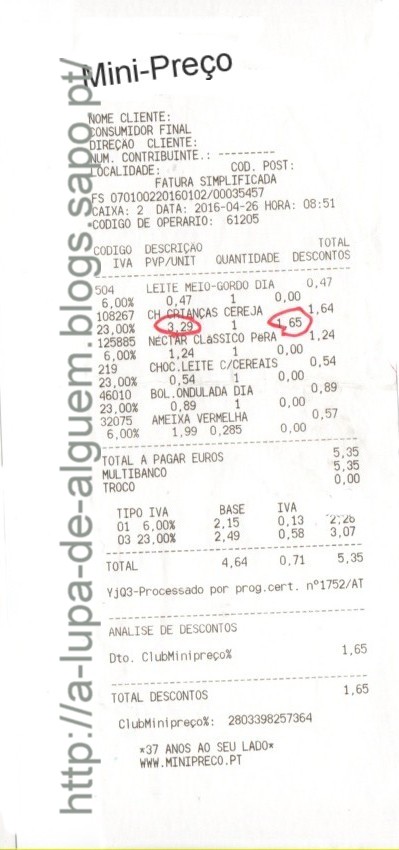 http://a-lupa-de-alguem.blogs.sapo.pt/
Mini-Preço
NOME CLIENTE:
CONSUMIDOR FINAL
DIREÇÃO CLIENTE:
NUM. CONTRIBUINTE.: ---------
LOCALIDADE: COD. POST:
FATURA SIMPLIFICADA
FS 070100220160102/00035457
CAIXA: 2 DATA: 2016-04-26 HORA: 08:51
CODIGO DE OPERARIO: 61205
CODIGO DESCRIÇAO TOTAL
IVA PVP/UNIT QUANTIDADE DESCONTOS
504 LEITE MEIO-GORDO DIA 0,47
6,00% 0,47 1 0,00
108267 CH.CRIANÇAS CEREJA 1,64
23,00% 3,29 1 1,65
125885 NECTAR CLaSSICO PeRA 1,24
6,00% 1,24 1 0,00
219 CHOC.LEITE C/CEREAIS 0,54
23,00% 0,54 1 0,00
46010 BOL.ONDULADA DIA 0,89
23,00% 0,89 1 0,00
32075 AMEIXA VERMELHA 0,57
6,00% 1,99 0,285 0,00
TOTAL A PAGAR EUROS 5,35
MULTIBANCO 5,35
TROCO 0,00
TIPO IVA BASE IVA
01 6,00% 2,15 0,13 2,28
03 23,00% 2,49 0,58 3,07
TOTAL 4,64 0,71 5,35
YjQ3-Processado por prog.cert. nº1752/AT
ANALISE DE DESCONTOS
Dto. ClubMinipreço% 1,65
TOTAL DESCONTOS 1,65
ClubMinipreço%: 2803398257364
*37 ANOS AO SEU LADO*
WWW.MINIPRECO.PT